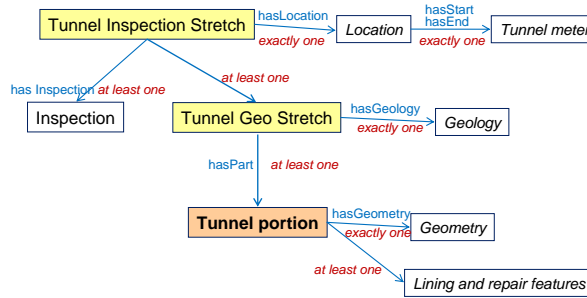 Tunnel Inspection Stretch
hasLocation
exactly one
Location
hasStart
hasEnd
exactly one
Tunnel meter
has Inspection
at least one
at least one
Inspection
Tunnel Geo Stretch
hasGeology
exactly one
Geology
hasPart
at least one
Tunnel portion
hasGeometry
exactly one
Geometry
at least one
Lining and repair features